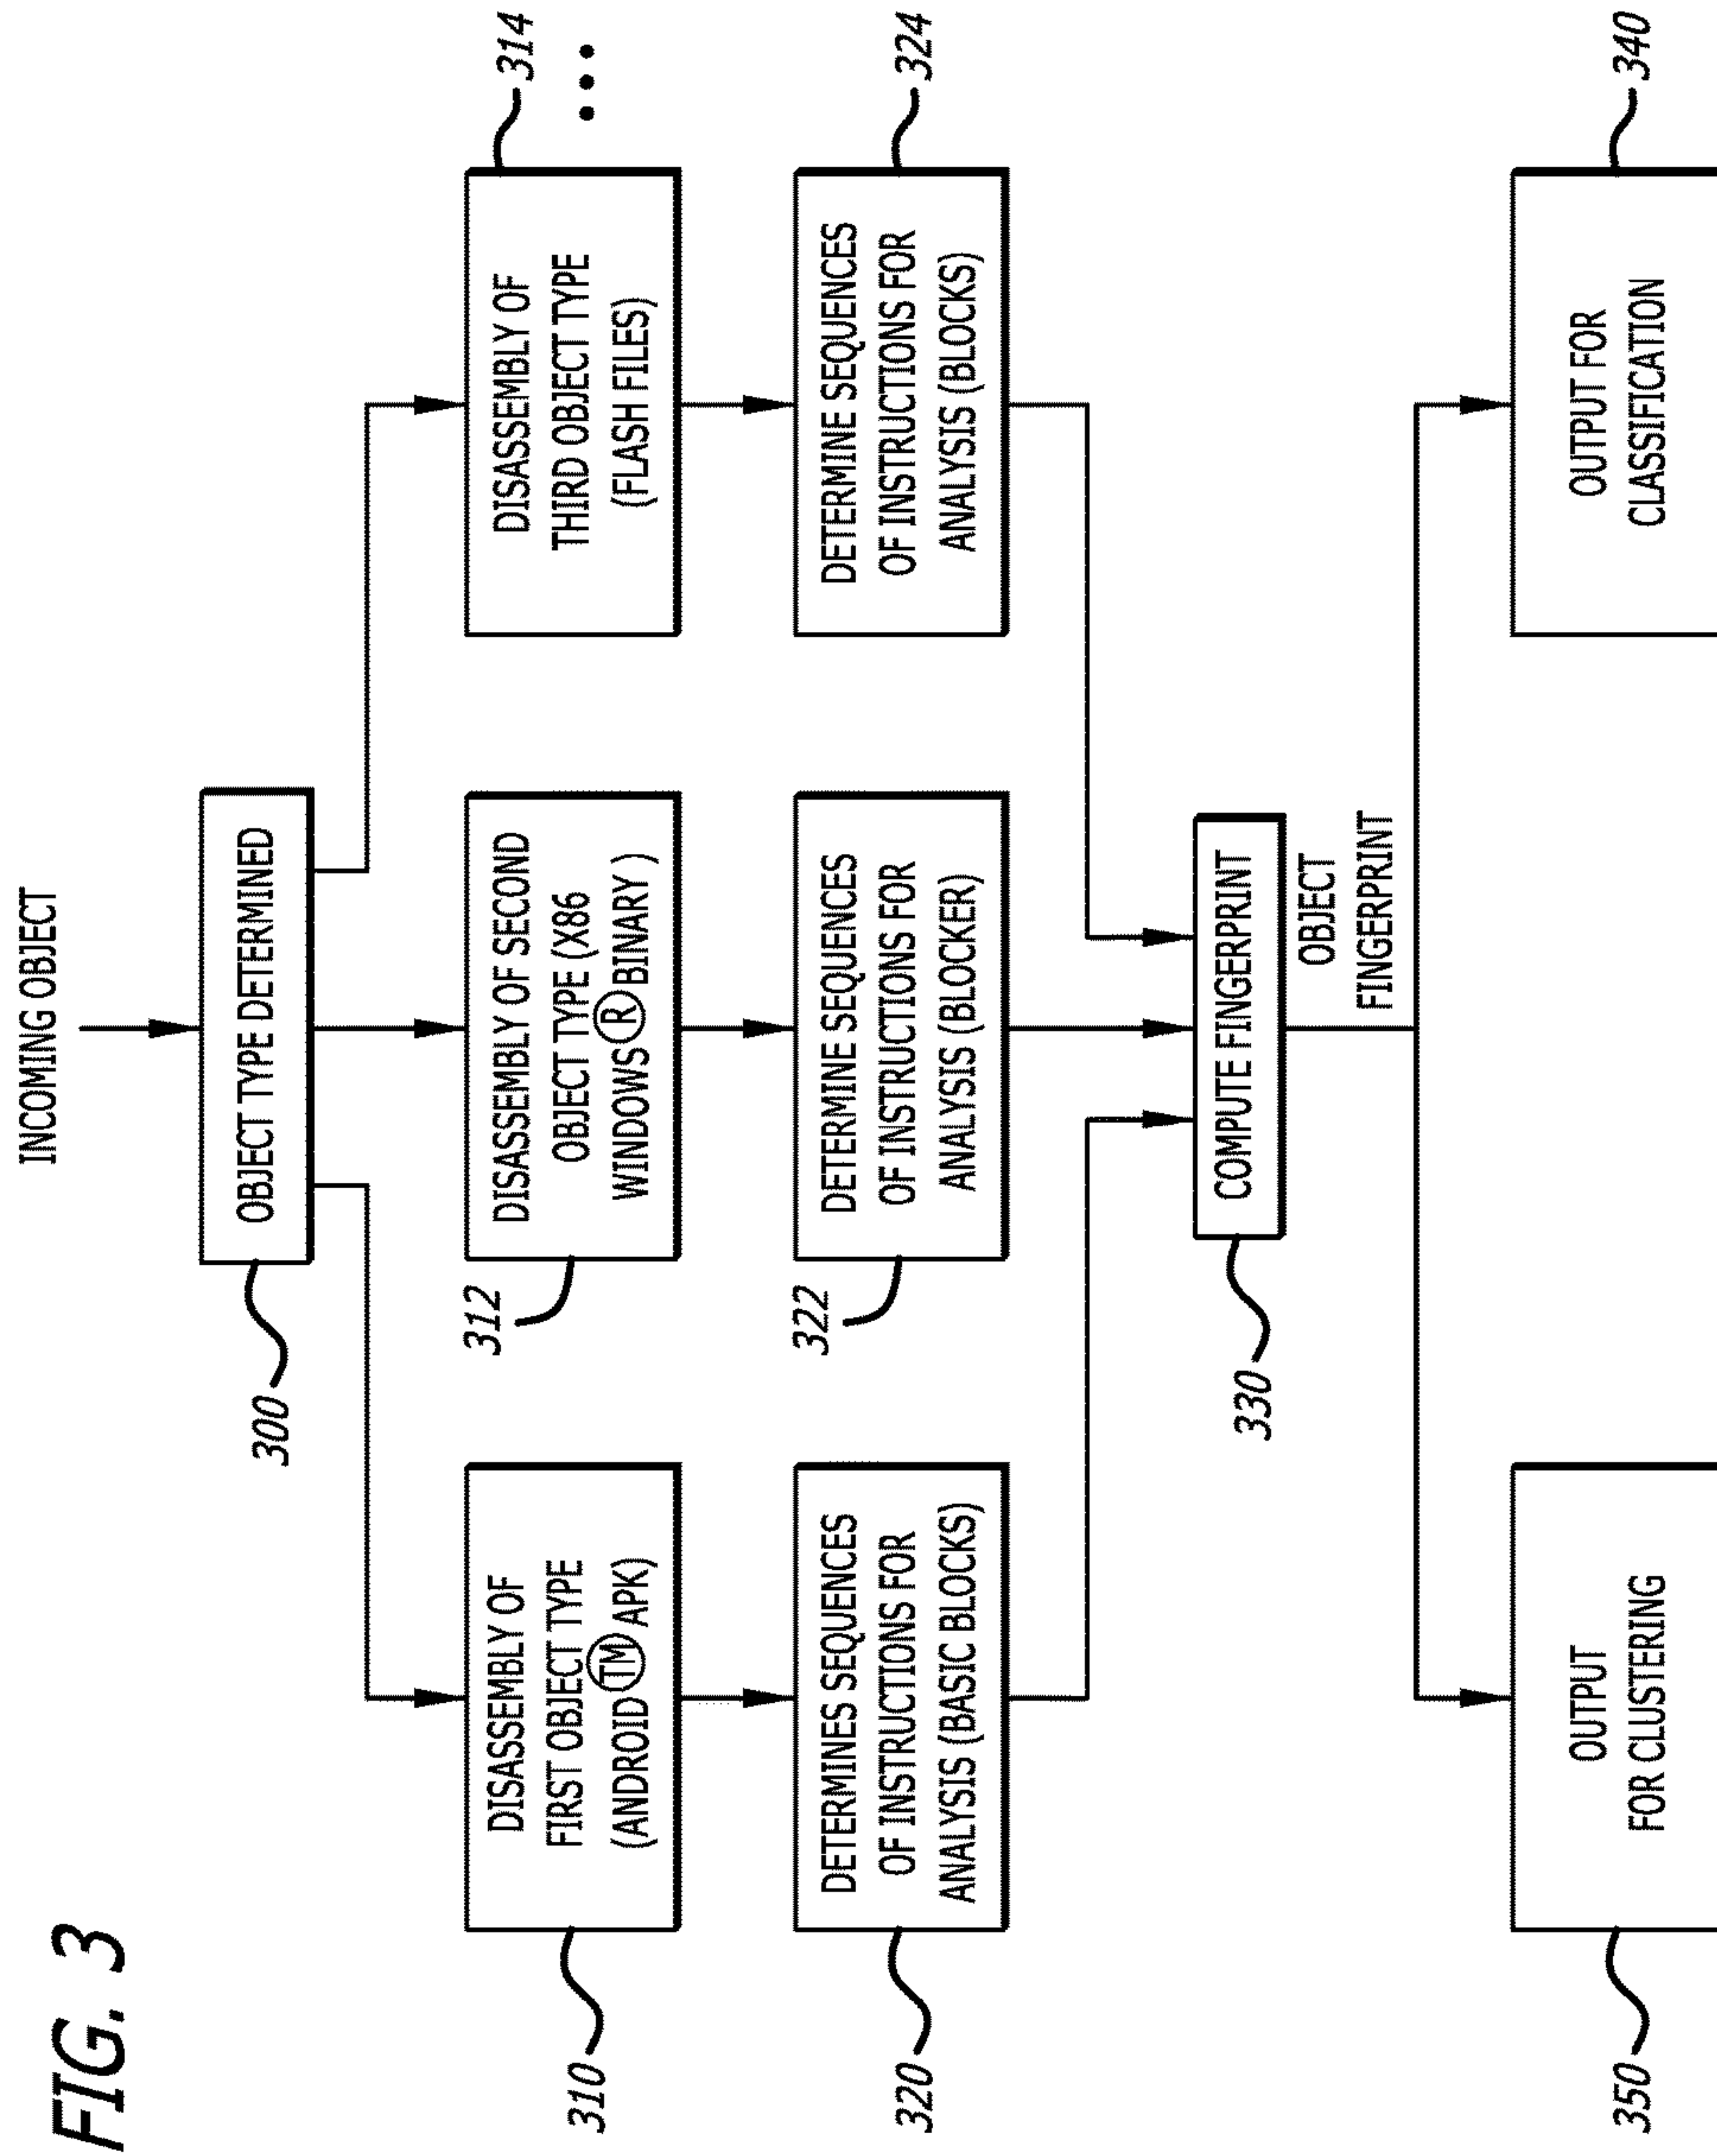 FIG. 3
INCOMING OBJECT
OBJECT TYPE DETERMINED
300
DISASSEMBLY OF
FIRST OBJECT TYPE
(ANDROID TM APK)
310
DISASSEMBLY OF SECOND
OBJECT TYPE (X86
WINDOWS R BINARY )
312
DISASSEMBLY OF
THIRD OBJECT TYPE
(FLASH FILES)
314
•••
DETERMINES SEQUENCES
OF INSTRUCTIONS FOR
ANALYSIS (BASIC BLOCKS)
320
DETERMINE SEQUENCES
OF INSTRUCTIONS FOR
ANALYSIS (BLOCKER)
322
DETERMINE SEQUENCES
OF INSTRUCTIONS FOR
ANALYSIS (BLOCKS)
324
COMPUTE FINGERPRINT
330
OBJECT
FINGERPRINT
OUTPUT
FOR CLUSTERING
350
OUTPUT FOR
CLASSIFICATION
340